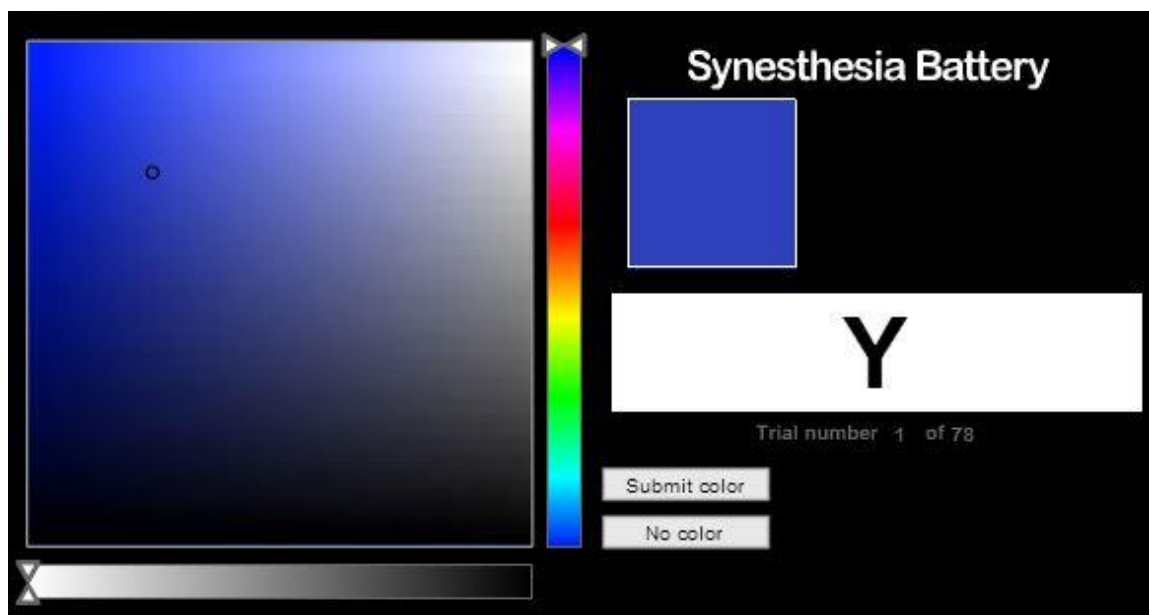 Synesthesia Battery
Y
Trial number 1 of 78
Submit color
No color